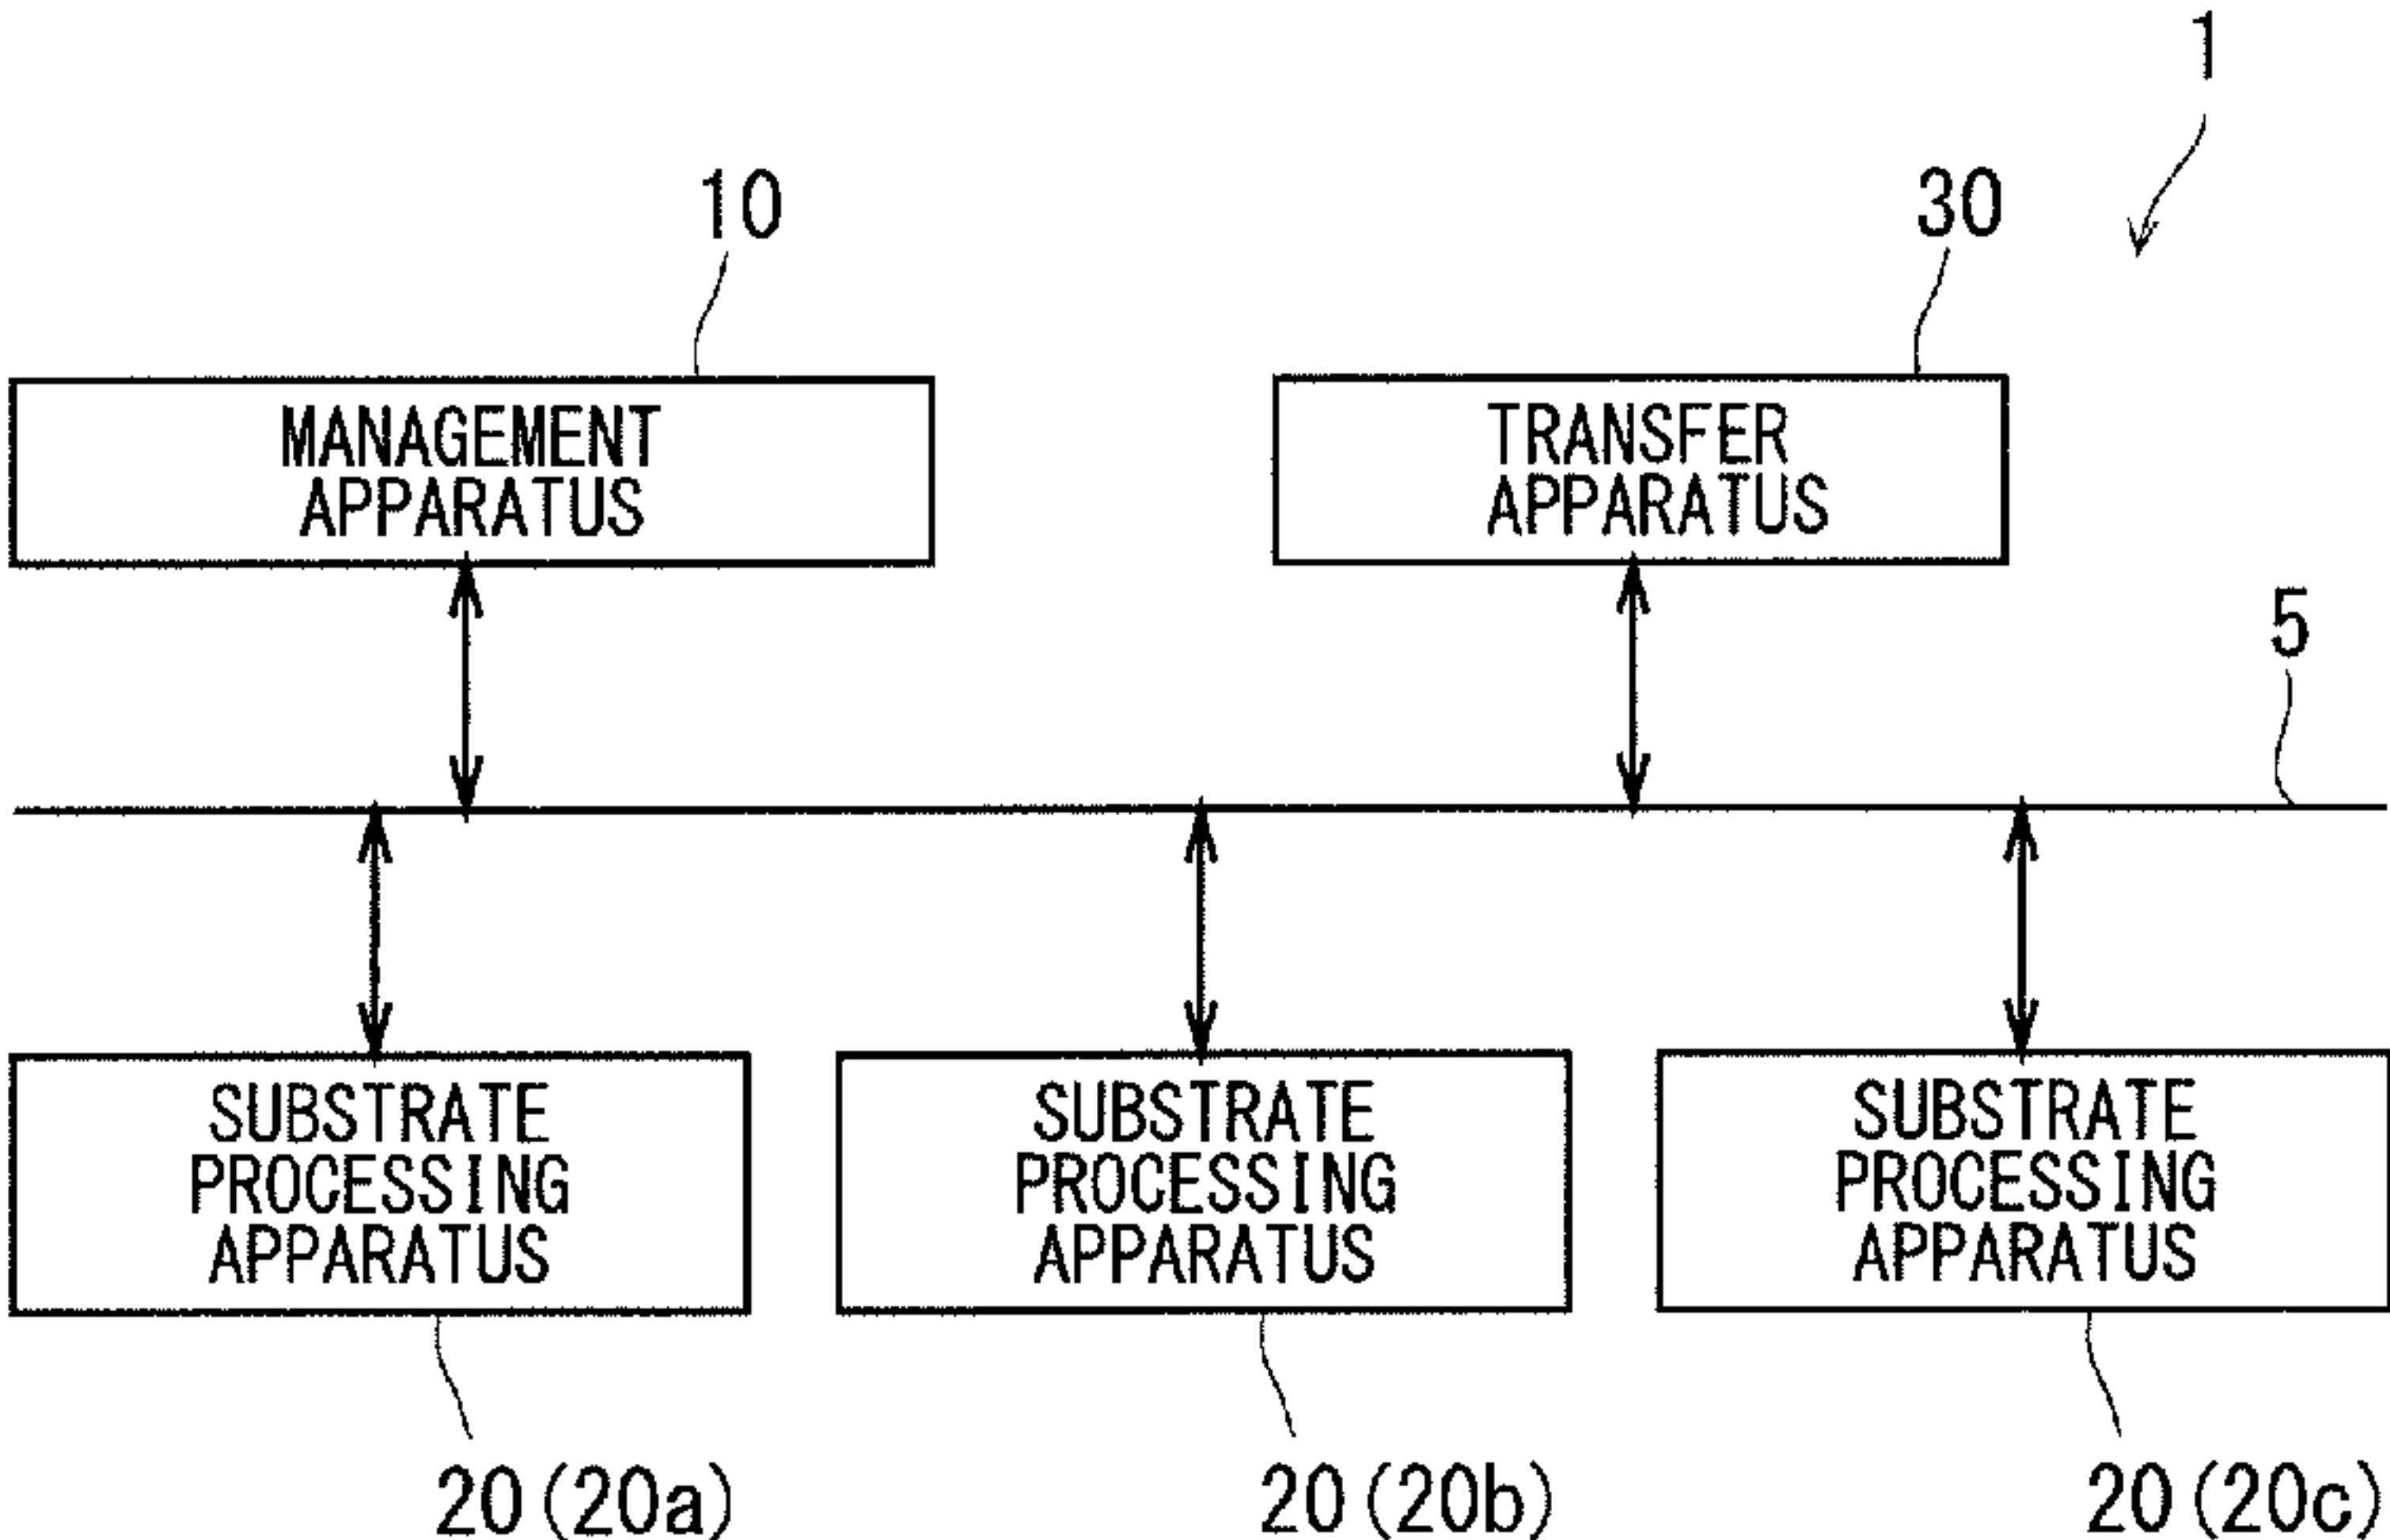 1
10
30
MANAGEMENT
APPARATUS
TRANSFER
APPARATUS
5
SUBSTRATE
PROCESSING
APPARATUS
SUBSTRATE
PROCESSING
APPARATUS
SUBSTRATE
PROCESSING
APPARATUS
20(20a)
20(20b)
20(20c)